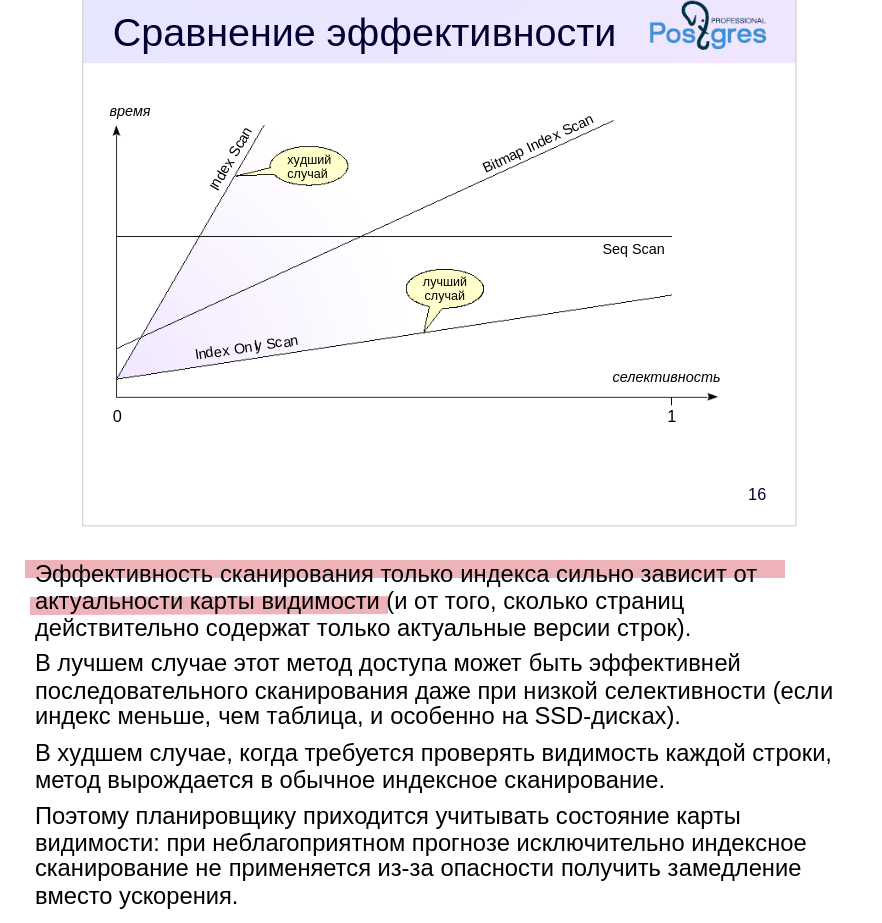 Сравнение эффективности
PROFESSIONAL
Postgres
время
Index Scan
худший
случай
Bitmap Index Scan
Seq Scan
лучший
случай
Index Only Scan
селективность
0
1
16
Эффективность сканирования только индекса сильно зависит от
актуальности карты видимости (и от того, сколько страниц
действительно содержат только актуальные версии строк).
В лучшем случае этот метод доступа может быть эффективней
последовательного сканирования даже при низкой селективности (если
индекс меньше, чем таблица, и особенно на SSD-дисках).
В худшем случае, когда требуется проверять видимость каждой строки,
метод вырождается в обычное индексное сканирование.
Поэтому планировщику приходится учитывать состояние карты
видимости: при неблагоприятном прогнозе исключительно индексное
сканирование не применяется из-за опасности получить замедление
вместо ускорения.